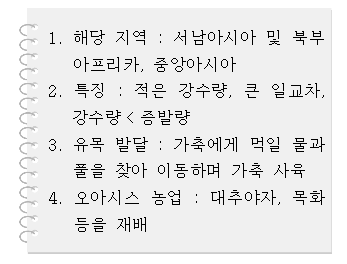 1. 해당 지역 : 서남아시아 및 북부
아프리카, 중앙아시아
2. 특징 : 적은 강수량, 큰 일교차,
강수량 < 증발량
3. 유목 발달 : 가축에게 먹일 물과
풀을 찾아 이동하며 가축 사육
4. 오아시스 농업 : 대추야자, 목화
등을 재배